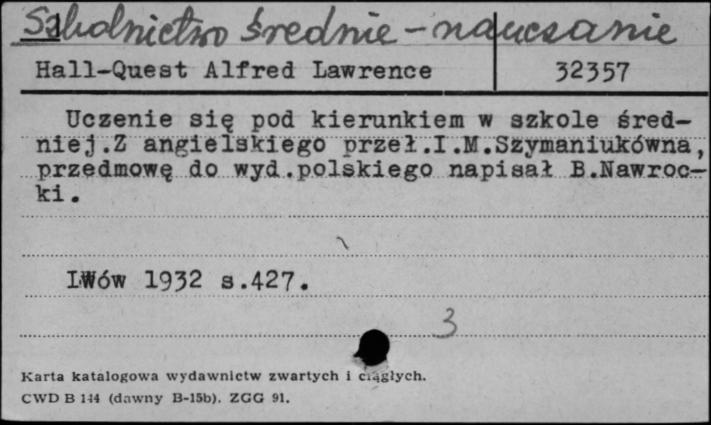 Szkolnictwo średnie - nauczanie
Hall-Quest Alfred Lawrence 32357
Uczenie się pod kierunkiem w szkole śred-
niej.Z angielskiego przeł.I.M.Szymaniukówna,
przedmowę do wyd.polskiego napisał B.Nawroc-
ki.
Lwów 1932 s.427.
3
Karta katalogowa wydawnictw zwartych i ciągłych.
CWD B 144 (dawny B-15b). ZGG 91.